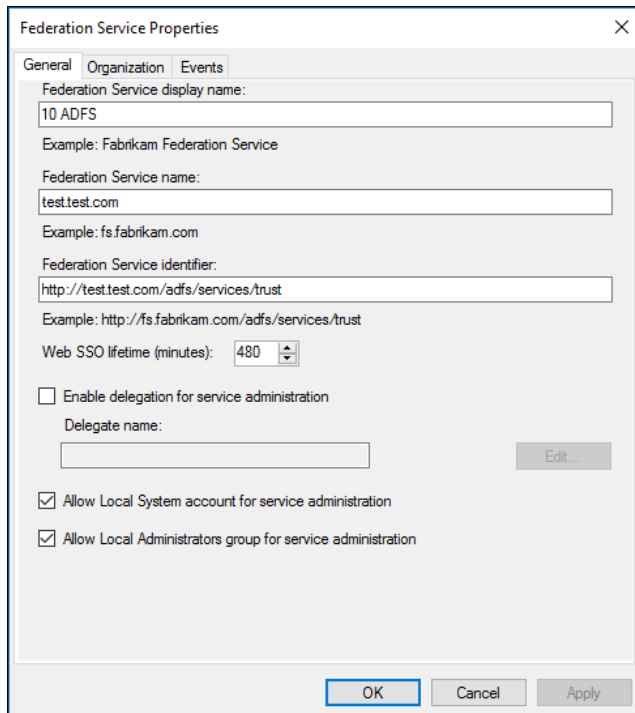 Federation Service Properties
General Organization Events
Federation Service display name:
10 ADFS
Example: Fabrikam Federation Service
Federation Service name:
test.test.com
Example: fs.fabrikam.com
Federation Service identifier:
http://test.test.com/adfs/services/trust
Example: http://fs.fabrikam.com/adfs/services/trust
Web SSO lifetime (minutes): 480
Enable delegation for service administration
Delegate name:
Edit...
Allow Local System account for service administration
Allow Local Administrators group for service administration
OK Cancel Apply